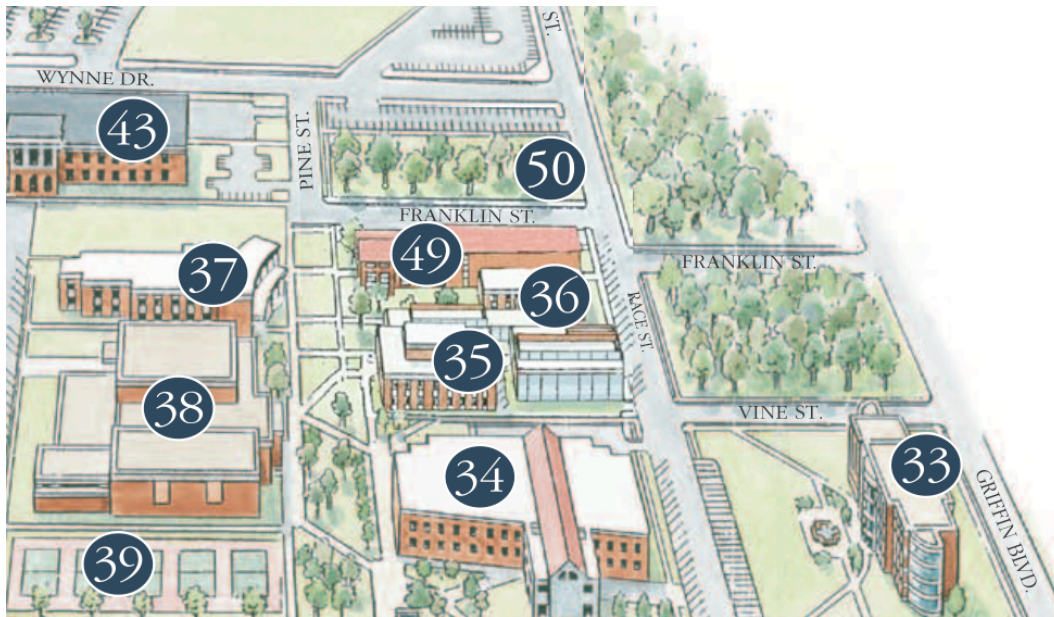 ST.
WYNNE DR.
43
PINE ST.
50
FRANKLIN ST.
37
49
FRANKLIN ST.
36
RACE ST.
35
38
VINE ST.
34
33
GRIFFIN BLVD.
39